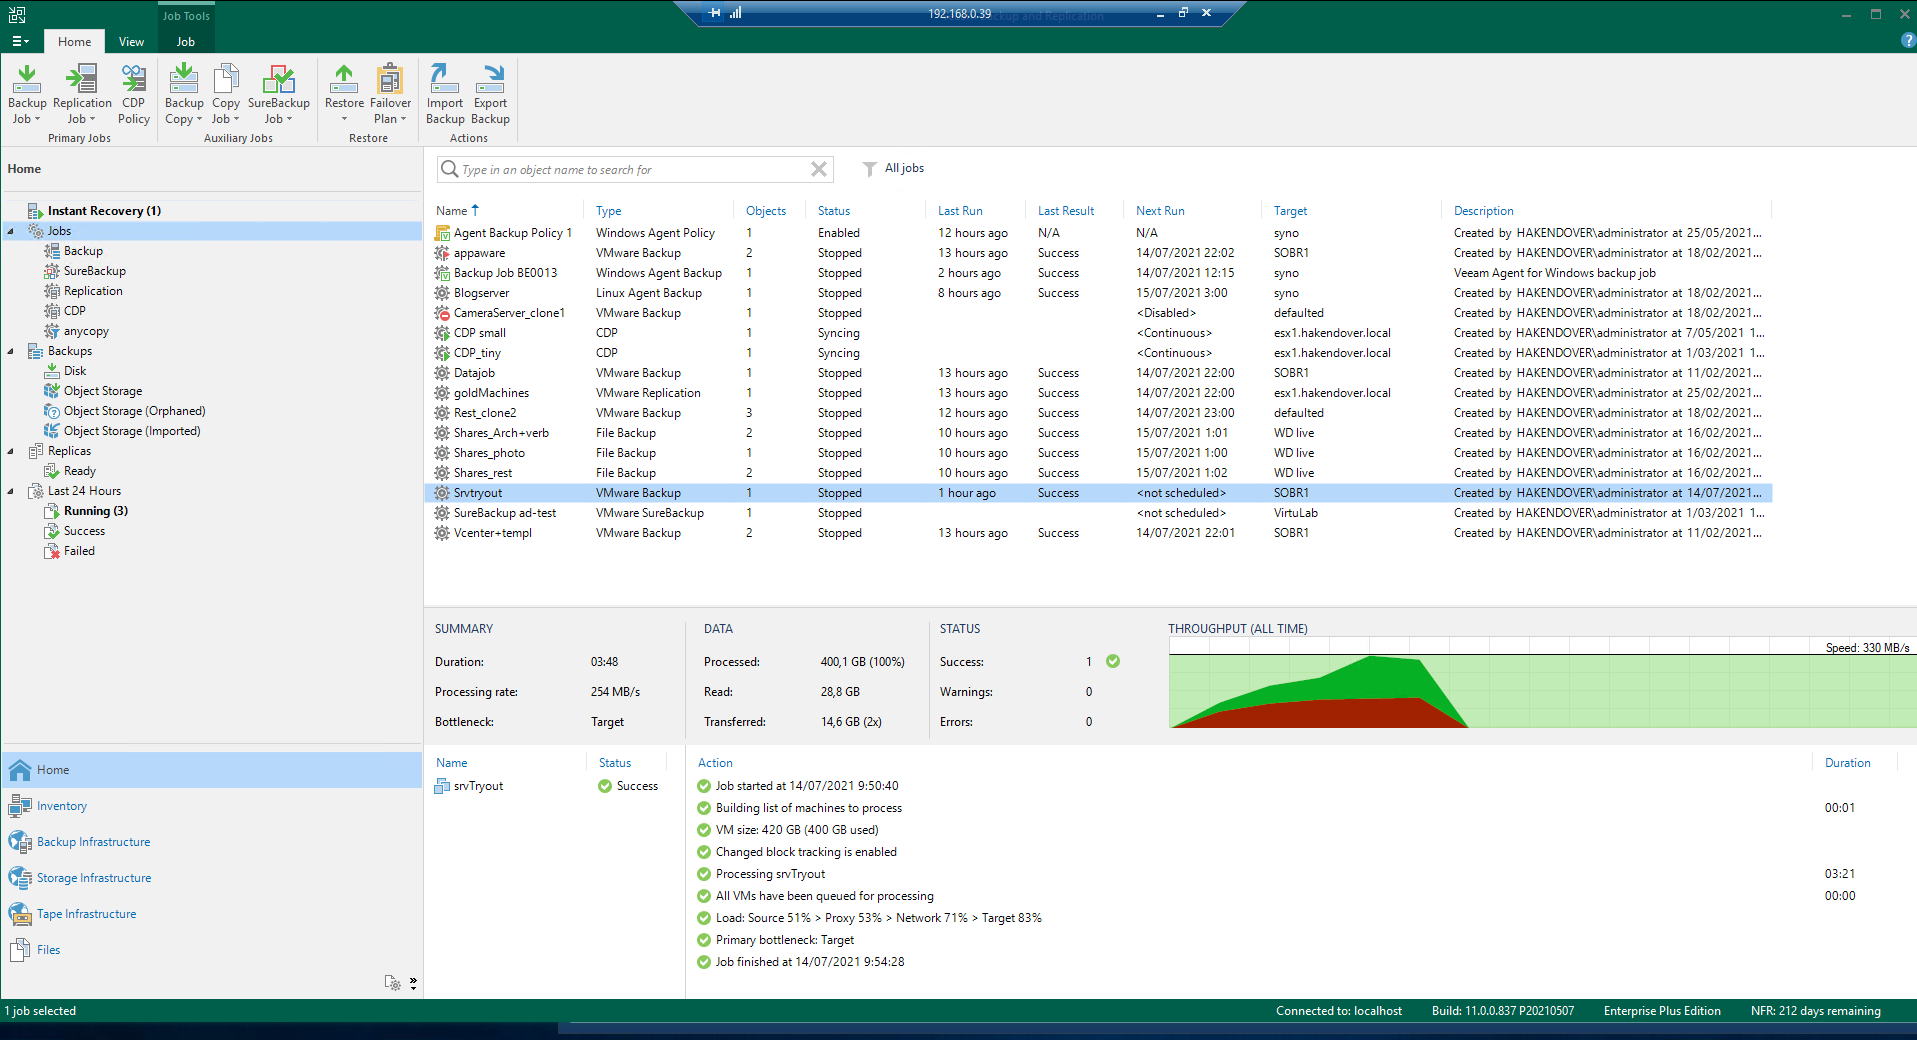 Job Tools
192.168.0.39
ckup and Replication
Home View Job
Backup Job
Replication Job
CDP Policy
Primary Jobs
Backup Copy
Copy Job
SureBackup Job
Auxiliary Jobs
Restore
Failover Plan
Restore
Import Backup
Export Backup
Actions
Home
Instant Recovery (1)
Jobs
Backup
SureBackup
Replication
CDP
anycopy
Backups
Disk
Object Storage
Object Storage (Orphaned)
Object Storage (Imported)
Replicas
Ready
Last 24 Hours
Running (3)
Success
Failed
Home
Inventory
Backup Infrastructure
Storage Infrastructure
Tape Infrastructure
Files
Type in an object name to search for
All jobs
Name Type Objects Status Last Run Last Result Next Run Target Description
Agent Backup Policy 1 Windows Agent Policy 1 Enabled 12 hours ago N/A N/A syno Created by HAKENDOVER\administrator at 25/05/2021...
appaware VMware Backup 2 Stopped 13 hours ago Success 14/07/2021 22:02 SOBR1 Created by HAKENDOVER\administrator at 18/02/2021...
Backup Job BE0013 Windows Agent Backup 1 Stopped 2 hours ago Success 14/07/2021 12:15 syno Veeam Agent for Windows backup job
Blogserver Linux Agent Backup 1 Stopped 8 hours ago Success 15/07/2021 3:00 syno Created by HAKENDOVER\administrator at 18/02/2021...
CameraServer_clone1 VMware Backup 1 Stopped <Disabled> defaulted Created by HAKENDOVER\administrator at 18/02/2021...
CDP small CDP 1 Syncing <Continuous> esx1.hakendover.local Created by HAKENDOVER\administrator at 7/05/2021 1...
CDP_tiny CDP 1 Syncing <Continuous> esx1.hakendover.local Created by HAKENDOVER\administrator at 1/03/2021 1...
Datajob VMware Backup 1 Stopped 13 hours ago Success 14/07/2021 22:00 SOBR1 Created by HAKENDOVER\administrator at 11/02/2021...
goldMachines VMware Replication 1 Stopped 13 hours ago Success 14/07/2021 22:00 esx1.hakendover.local Created by HAKENDOVER\administrator at 25/02/2021...
Rest_clone2 VMware Backup 3 Stopped 12 hours ago Success 14/07/2021 23:00 defaulted Created by HAKENDOVER\administrator at 18/02/2021...
Shares_Arch+verb File Backup 2 Stopped 10 hours ago Success 15/07/2021 1:01 WD live Created by HAKENDOVER\administrator at 16/02/2021...
Shares_photo File Backup 1 Stopped 10 hours ago Success 15/07/2021 1:00 WD live Created by HAKENDOVER\administrator at 16/02/2021...
Shares_rest File Backup 2 Stopped 10 hours ago Success 15/07/2021 1:02 WD live Created by HAKENDOVER\administrator at 16/02/2021...
Srvtryout VMware Backup 1 Stopped 1 hour ago Success <not scheduled> SOBR1 Created by HAKENDOVER\administrator at 14/07/2021...
SureBackup ad-test VMware SureBackup 1 Stopped <not scheduled> VirtuLab Created by HAKENDOVER\administrator at 1/03/2021 1...
Vcenter+templ VMware Backup 2 Stopped 13 hours ago Success 14/07/2021 22:01 SOBR1 Created by HAKENDOVER\administrator at 11/02/2021...
SUMMARY
Duration: 03:48
Processing rate: 254 MB/s
Bottleneck: Target
DATA
Processed: 400,1 GB (100%)
Read: 28,8 GB
Transferred: 14,6 GB (2x)
STATUS
Success: 1
Warnings: 0
Errors: 0
THROUGHPUT (ALL TIME)
Speed: 330 MB/s
Name Status
srvTryout Success
Action Duration
Job started at 14/07/2021 9:50:40
Building list of machines to process 00:01
VM size: 420 GB (400 GB used)
Changed block tracking is enabled
Processing srvTryout 03:21
All VMs have been queued for processing 00:00
Load: Source 51% > Proxy 53% > Network 71% > Target 83%
Primary bottleneck: Target
Job finished at 14/07/2021 9:54:28
1 job selected
Connected to: localhost Build: 11.0.0.837 P20210507 Enterprise Plus Edition NFR: 212 days remaining